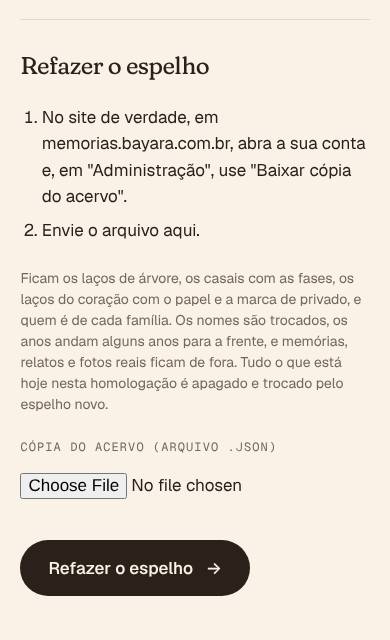 Refazer o espelho
1. No site de verdade, em
memorias.bayara.com.br, abra a sua conta
e, em "Administração", use "Baixar cópia
do acervo".
2. Envie o arquivo aqui.
Ficam os laços de árvore, os casais com as fases, os
laços do coração com o papel e a marca de privado, e
quem é de cada família. Os nomes são trocados, os
anos andam alguns anos para a frente, e memórias,
relatos e fotos reais ficam de fora. Tudo o que está
hoje nesta homologação é apagado e trocado pelo
espelho novo.
CÓPIA DO ACERVO (ARQUIVO .JSON)
Choose File No file chosen
Refazer o espelho →